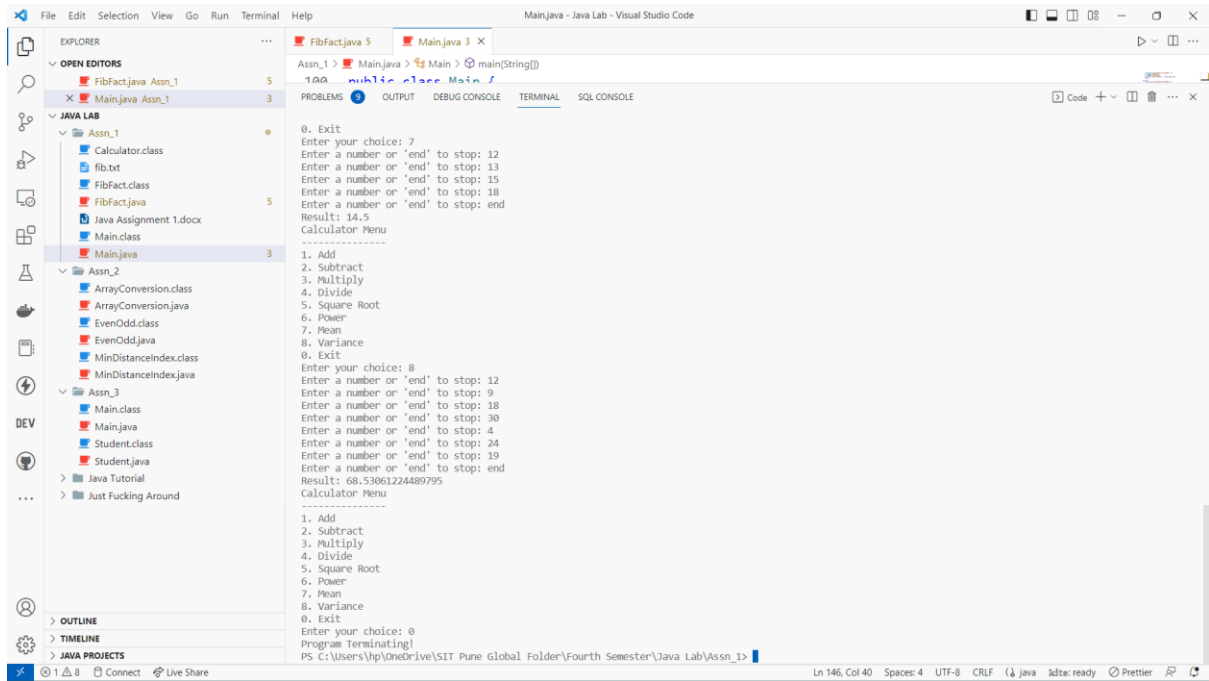 File Edit Selection View Go Run Terminal Help
Main.java - Java Lab - Visual Studio Code
EXPLORER
OPEN EDITORS
FibFact.java Assn_1 5
Main.java Assn_1 3
JAVA LAB
Assn_1
Calculator.class
fib.txt
FibFact.class
FibFact.java 5
Java Assignment 1.docx
Main.class
Main.java 3
Assn_2
ArrayConversion.class
ArrayConversion.java
EvenOdd.class
EvenOdd.java
MinDistanceIndex.class
MinDistanceIndex.java
Assn_3
Main.class
Main.java
Student.class
Student.java
Java Tutorial
Just Fucking Around
OUTLINE
TIMELINE
JAVA PROJECTS
DEV
FibFact.java 5 Main.java 3
Assn_1 > Main.java > Main > main(String[])
100 public class Main {
PROBLEMS 9 OUTPUT DEBUG CONSOLE TERMINAL SQL CONSOLE
Code
0. Exit
Enter your choice: 7
Enter a number or 'end' to stop: 12
Enter a number or 'end' to stop: 13
Enter a number or 'end' to stop: 15
Enter a number or 'end' to stop: 18
Enter a number or 'end' to stop: end
Result: 14.5
Calculator Menu
---------------
1. Add
2. Subtract
3. Multiply
4. Divide
5. Square Root
6. Power
7. Mean
8. Variance
0. Exit
Enter your choice: 8
Enter a number or 'end' to stop: 12
Enter a number or 'end' to stop: 9
Enter a number or 'end' to stop: 18
Enter a number or 'end' to stop: 30
Enter a number or 'end' to stop: 4
Enter a number or 'end' to stop: 24
Enter a number or 'end' to stop: 19
Enter a number or 'end' to stop: end
Result: 68.53061224489795
Calculator Menu
---------------
1. Add
2. Subtract
3. Multiply
4. Divide
5. Square Root
6. Power
7. Mean
8. Variance
0. Exit
Enter your choice: 0
Program Terminating!
PS C:\Users\hp\OneDrive\SIT Pune Global Folder\Fourth Semester\Java Lab\Assn_1>
1 8 Connect Live Share
Ln 146, Col 40 Spaces: 4 UTF-8 CRLF java ready Prettier